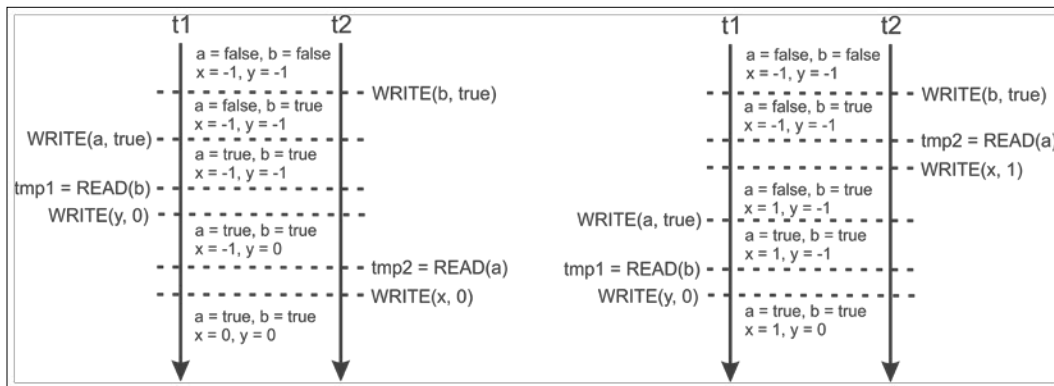 t1 t2
a = false, b = false
x = -1, y = -1
WRITE(b, true)
a = false, b = true
x = -1, y = -1
WRITE(a, true)
a = true, b = true
x = -1, y = -1
tmp1 = READ(b)
WRITE(y, 0)
a = true, b = true
x = -1, y = 0
tmp2 = READ(a)
WRITE(x, 0)
a = true, b = true
x = 0, y = 0
t1 t2
a = false, b = false
x = -1, y = -1
WRITE(b, true)
a = false, b = true
x = -1, y = -1
tmp2 = READ(a)
WRITE(x, 1)
a = false, b = true
x = 1, y = -1
WRITE(a, true)
a = true, b = true
x = 1, y = -1
tmp1 = READ(b)
WRITE(y, 0)
a = true, b = true
x = 1, y = 0